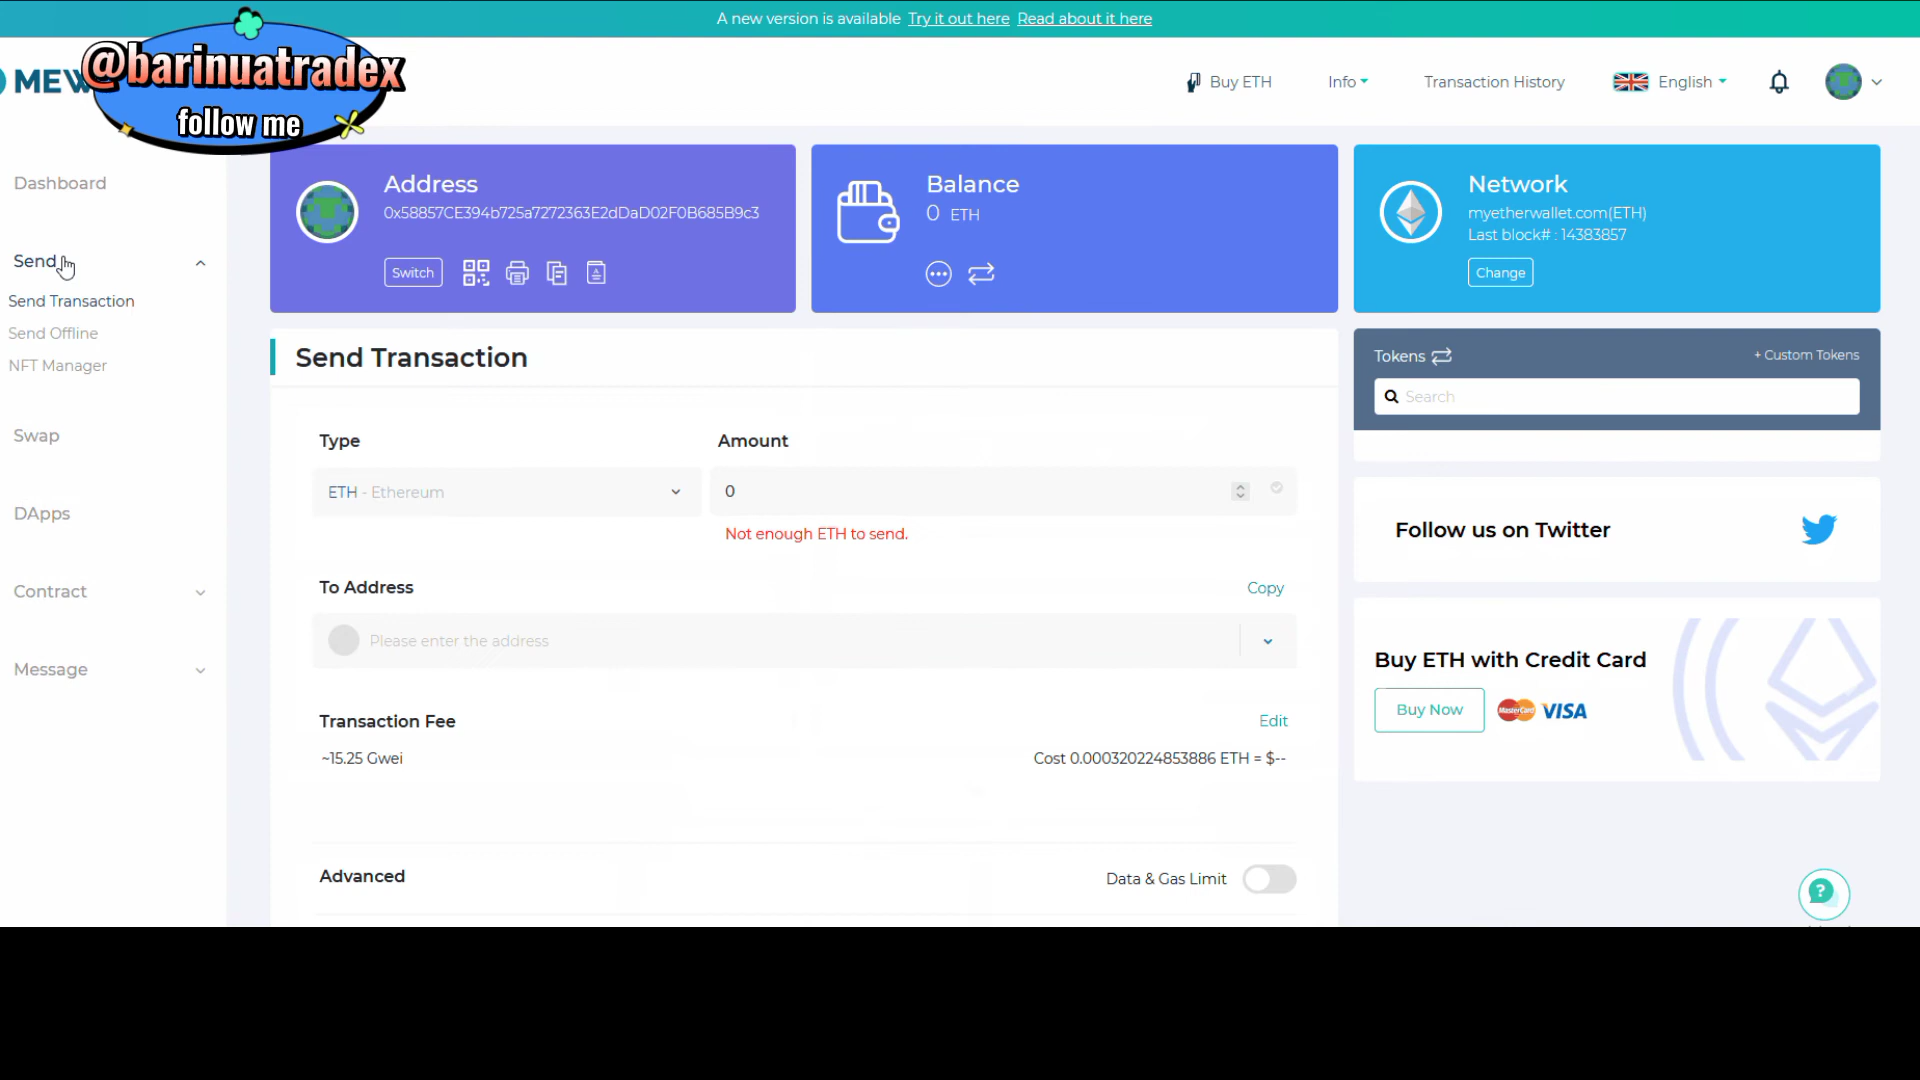 A new version is available Try it out here Read about it here
MEW
@barinuatradex
follow me
Buy ETH
Info
Transaction History
English
Dashboard
Send
Send Transaction
Send Offline
NFT Manager
Swap
DApps
Contract
Message
Address
0x58857CE394b725a7272363E2dDaD02F0B685B9c3
Switch
Balance
0 ETH
Network
myetherwallet.com(ETH)
Last block# : 14383857
Change
Send Transaction
Type
Amount
ETH - Ethereum
0
Not enough ETH to send.
To Address
Copy
Please enter the address
Transaction Fee
Edit
~15.25 Gwei
Cost 0.000320224853886 ETH = $--
Advanced
Data & Gas Limit
Tokens
+ Custom Tokens
Search
Follow us on Twitter
Buy ETH with Credit Card
Buy Now
MasterCard
VISA